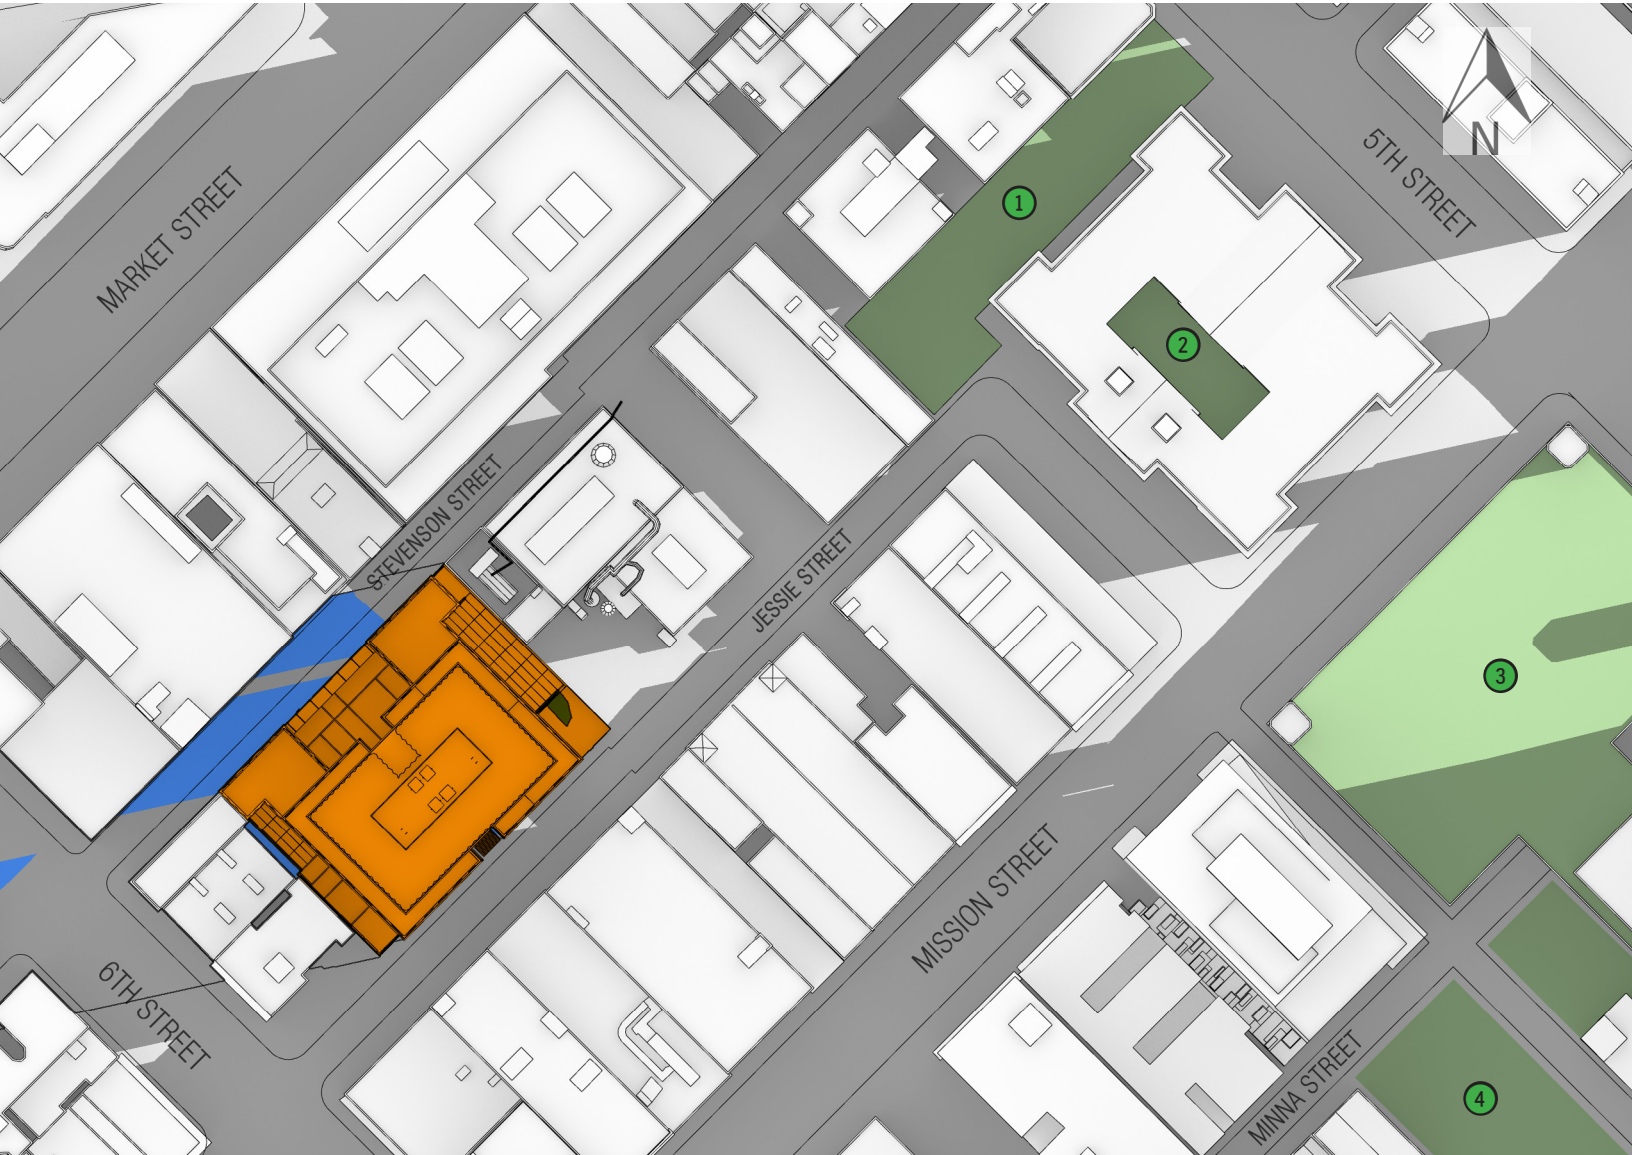 N
5TH STREET
MARKET STREET
1
2
STEVENSON STREET
JESSIE STREET
3
MISSION STREET
6TH STREET
MINNA STREET
4